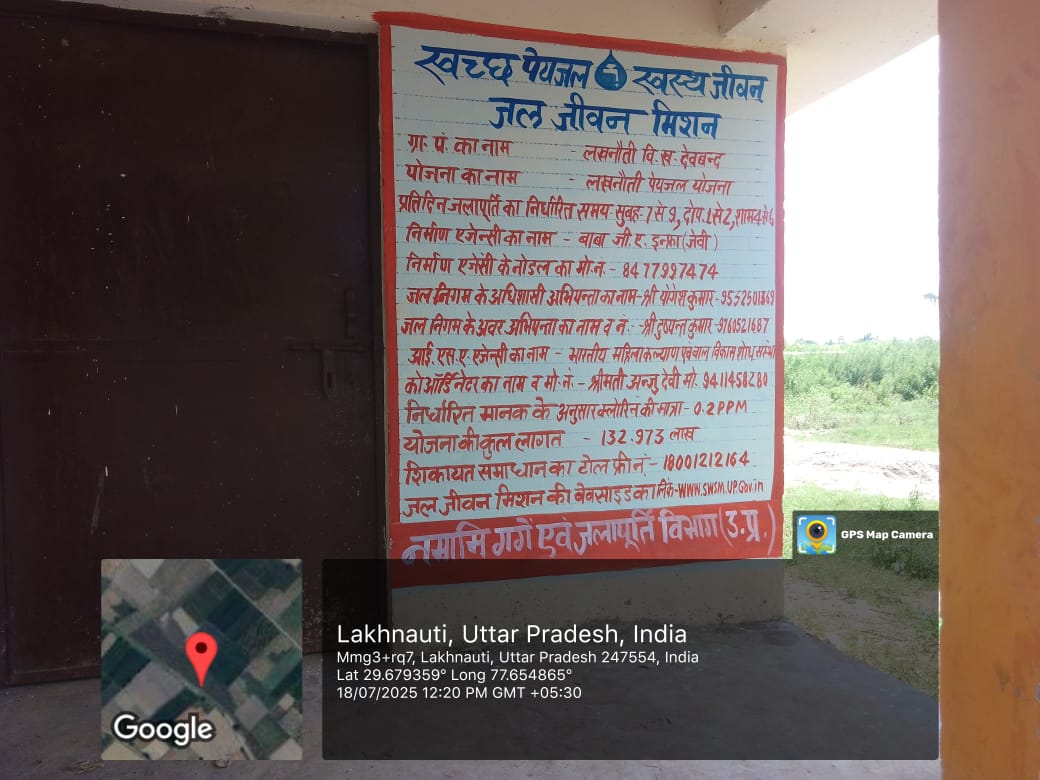 स्वच्छ पेयजल स्वस्थ जीवन
जल जीवन मिशन
ग्रा. पं. का नाम - लखनौती वि. ख. देवबन्द
योजना का नाम - लखनौती पेयजल योजना
प्रतिदिन जलापूर्ति का निर्धारित समय- सुबह-7 से 9, दोप. 1 से 2, शाम 4 से 6
निर्माण एजेन्सी का नाम - बाबा जी. ए. इन्फ्रा (जेवी)
निर्माण एजेंसी के नोडल का मो. नं. - 8477997474
जल निगम के अधिशासी अभियन्ता का नाम- श्री योगेश कुमार -
जल निगम के अवर अभियन्ता का नाम व नं. - श्री दुष्यन्त कुमार -9760521687
आई. एस. ए. एजेन्सी का नाम - भारतीय महिला कल्याण एवं बाल विकास शोध संस्था
कोऑर्डिनेटर का नाम व मो. नं. - श्रीमती अन्जु देवी मो. 9411458280
निर्धारित मानक के अनुसार क्लोरिन की मात्रा - 0.2 PPM
योजना की कुल लागत - 132.973 लाख
शिकायत समाधान का टोल फ्री नं. - 18001212164
जल जीवन मिशन की वेबसाइड का लिंक- WWW.SWSM.UP.Gov.in
नमामि गंगे एवं जलापूर्ति विभाग (उ.प्र.)
GPS Map Camera
Google
Lakhnauti, Uttar Pradesh, India
Mmg3+rq7, Lakhnauti, Uttar Pradesh 247554, India
Lat 29.679359° Long 77.654865°
18/07/2025 12:20 PM GMT +05:30